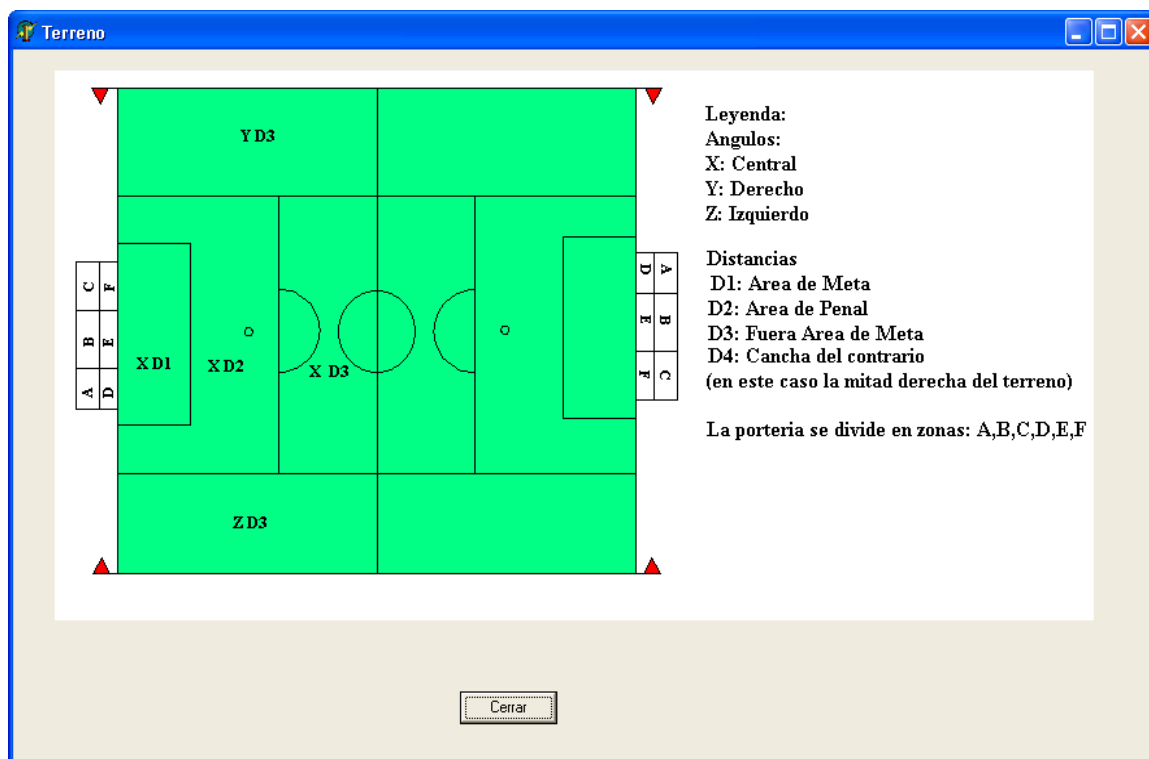 Terreno
Y D3
Leyenda:
Angulos:
X: Central
Y: Derecho
Z: Izquierdo
Distancias
D1: Area de Meta
D2: Area de Penal
D3: Fuera Area de Meta
D4: Cancha del contrario
(en este caso la mitad derecha del terreno)
La porteria se divide en zonas: A,B,C,D,E,F
C F
B E
A D
X D1
X D2
X D3
D A
E B
F C
Z D3
Cerrar